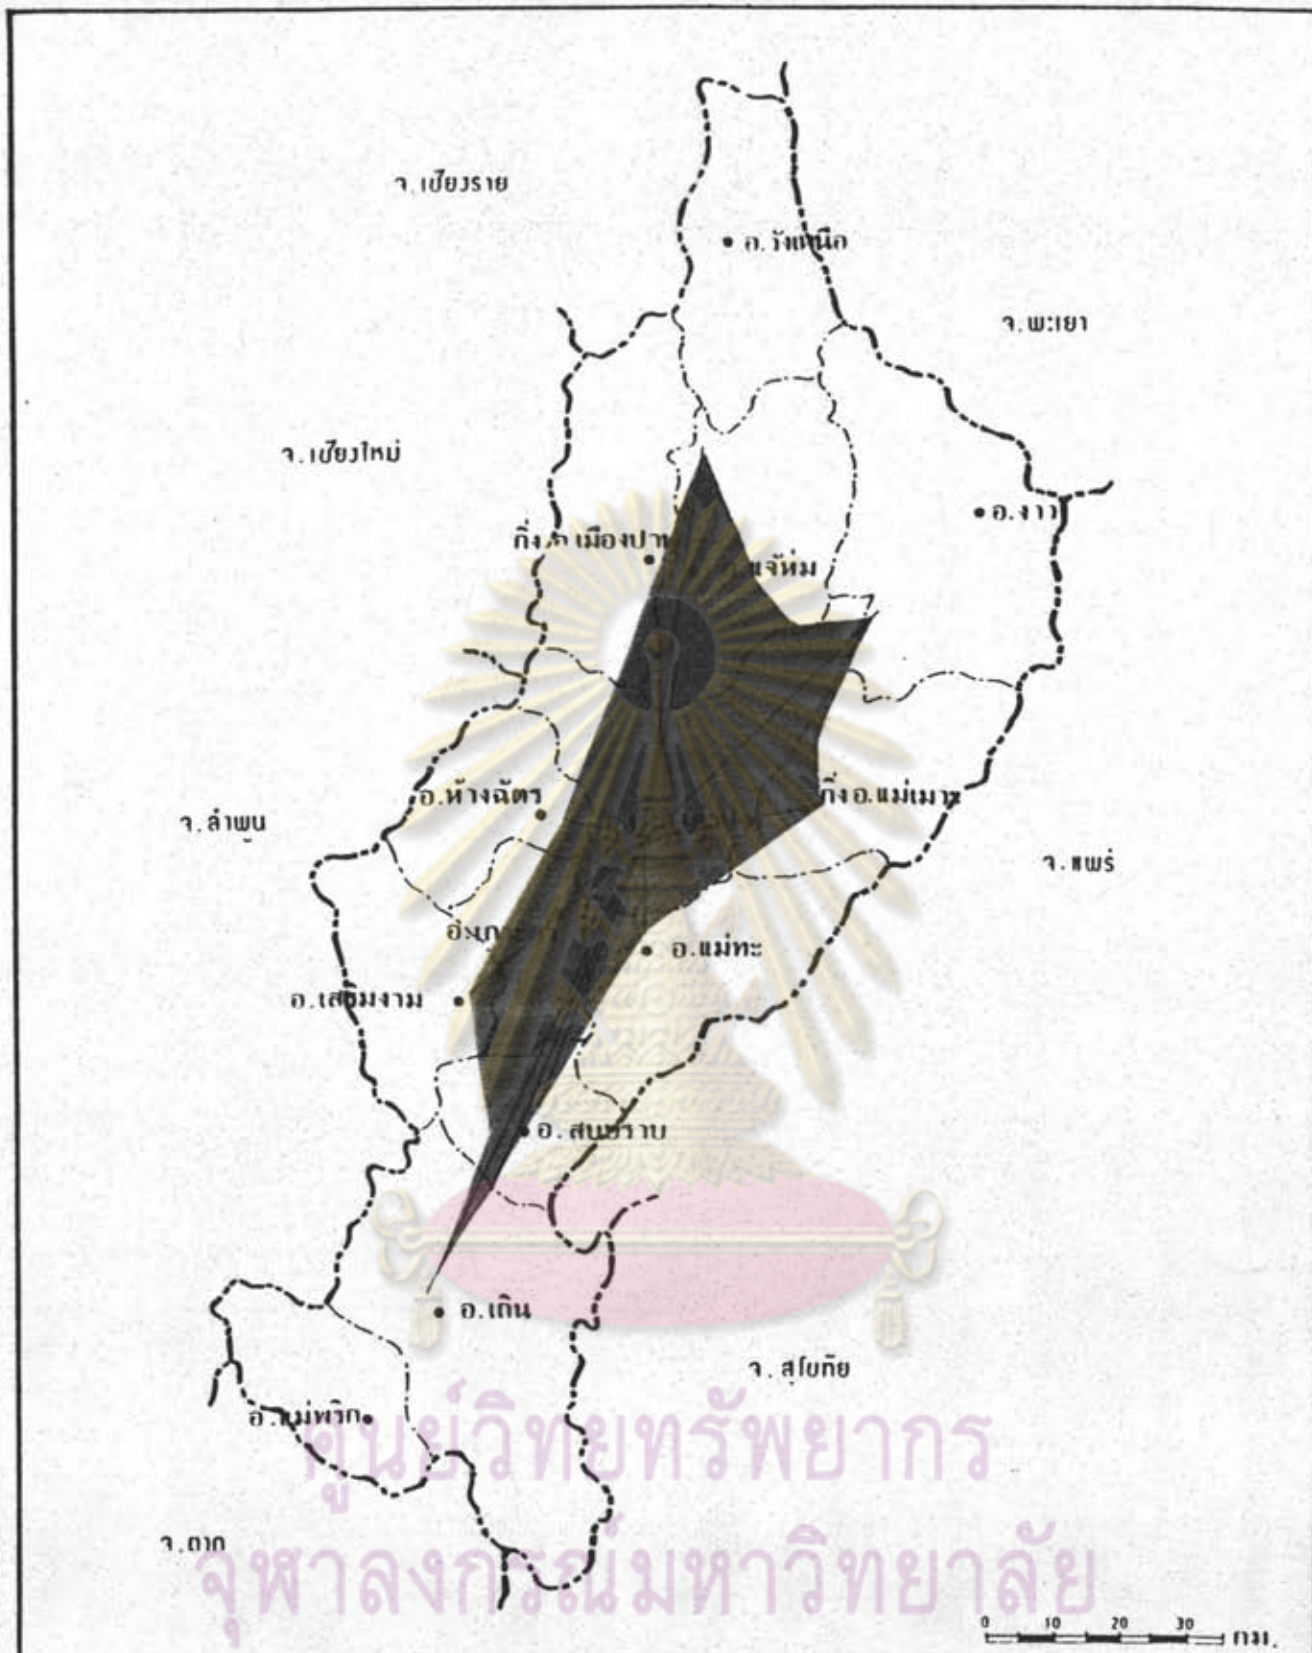 จ.เชียงราย
อ.วังเหนือ
จ.พะเยา
จ.เชียงใหม่
อ.งาว
กิ่งอ เมืองปาน
อ.แจ้ห่ม
อ.ห้างฉัตร
กิ่งอ.แม่เมาะ
จ.ลำพูน
จ.แพร่
อ.แม่ทะ
อ.เสริมงาม
อ.สบปราบ
อ.เถิน
จ.สุโขทัย
อ.แม่พริก
ศูนย์วิทยทรัพยากร
จ.ตาก
จุฬาลงกรณ์มหาวิทยาลัย
0 10 20 30 กม.